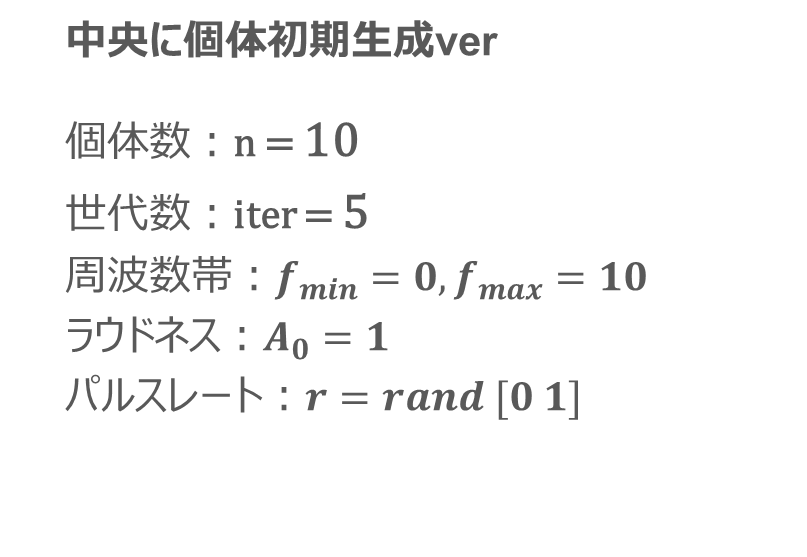 中央に個体初期生成ver
個体数：n = 10
世代数：iter = 5
周波数帯：f_min = 0, f_max = 10
ラウドネス：A_0 = 1
パルスレート：r = rand [0 1]